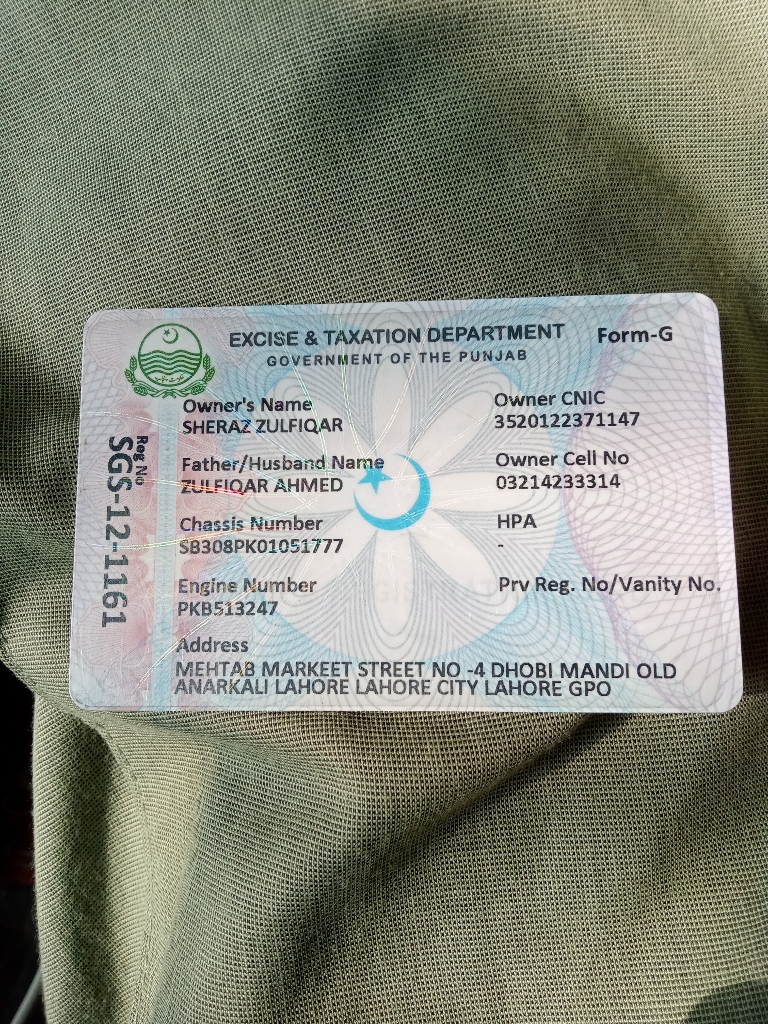 EXCISE & TAXATION DEPARTMENT Form-G
GOVERNMENT OF THE PUNJAB
Reg No
SGS-12-1161
Owner's Name
SHERAZ ZULFIQAR
Owner CNIC
3520122371147
Father/Husband Name
ZULFIQAR AHMED
Owner Cell No
03214233314
Chassis Number
SB308PK01051777
HPA
-
Engine Number
PKB513247
Prv Reg. No/Vanity No.
Address
MEHTAB MARKEET STREET NO -4 DHOBI MANDI OLD
ANARKALI LAHORE LAHORE CITY LAHORE GPO